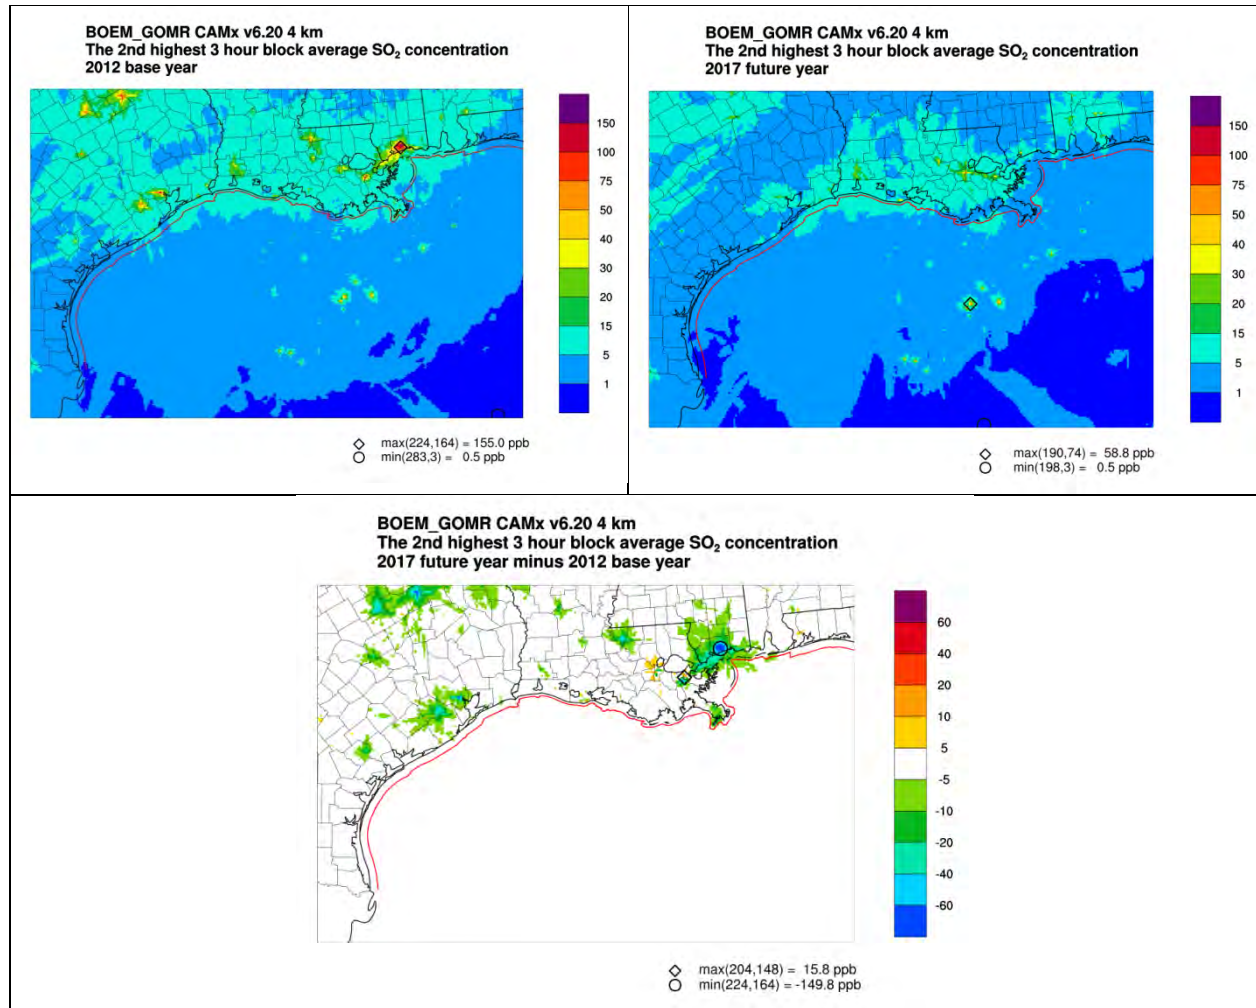 BOEM_GOMR CAMx v6.20 4 km
The 2nd highest 3 hour block average SO₂ concentration
2012 base year
150
100
75
50
40
30
20
15
5
1
max(224,164) = 155.0 ppb
min(283,3) = 0.5 ppb
BOEM_GOMR CAMx v6.20 4 km
The 2nd highest 3 hour block average SO₂ concentration
2017 future year
150
100
75
50
40
30
20
15
5
1
max(190,74) = 58.8 ppb
min(198,3) = 0.5 ppb
BOEM_GOMR CAMx v6.20 4 km
The 2nd highest 3 hour block average SO₂ concentration
2017 future year minus 2012 base year
60
40
20
10
5
-5
-10
-20
-40
-60
max(204,148) = 15.8 ppb
min(224,164) = -149.8 ppb